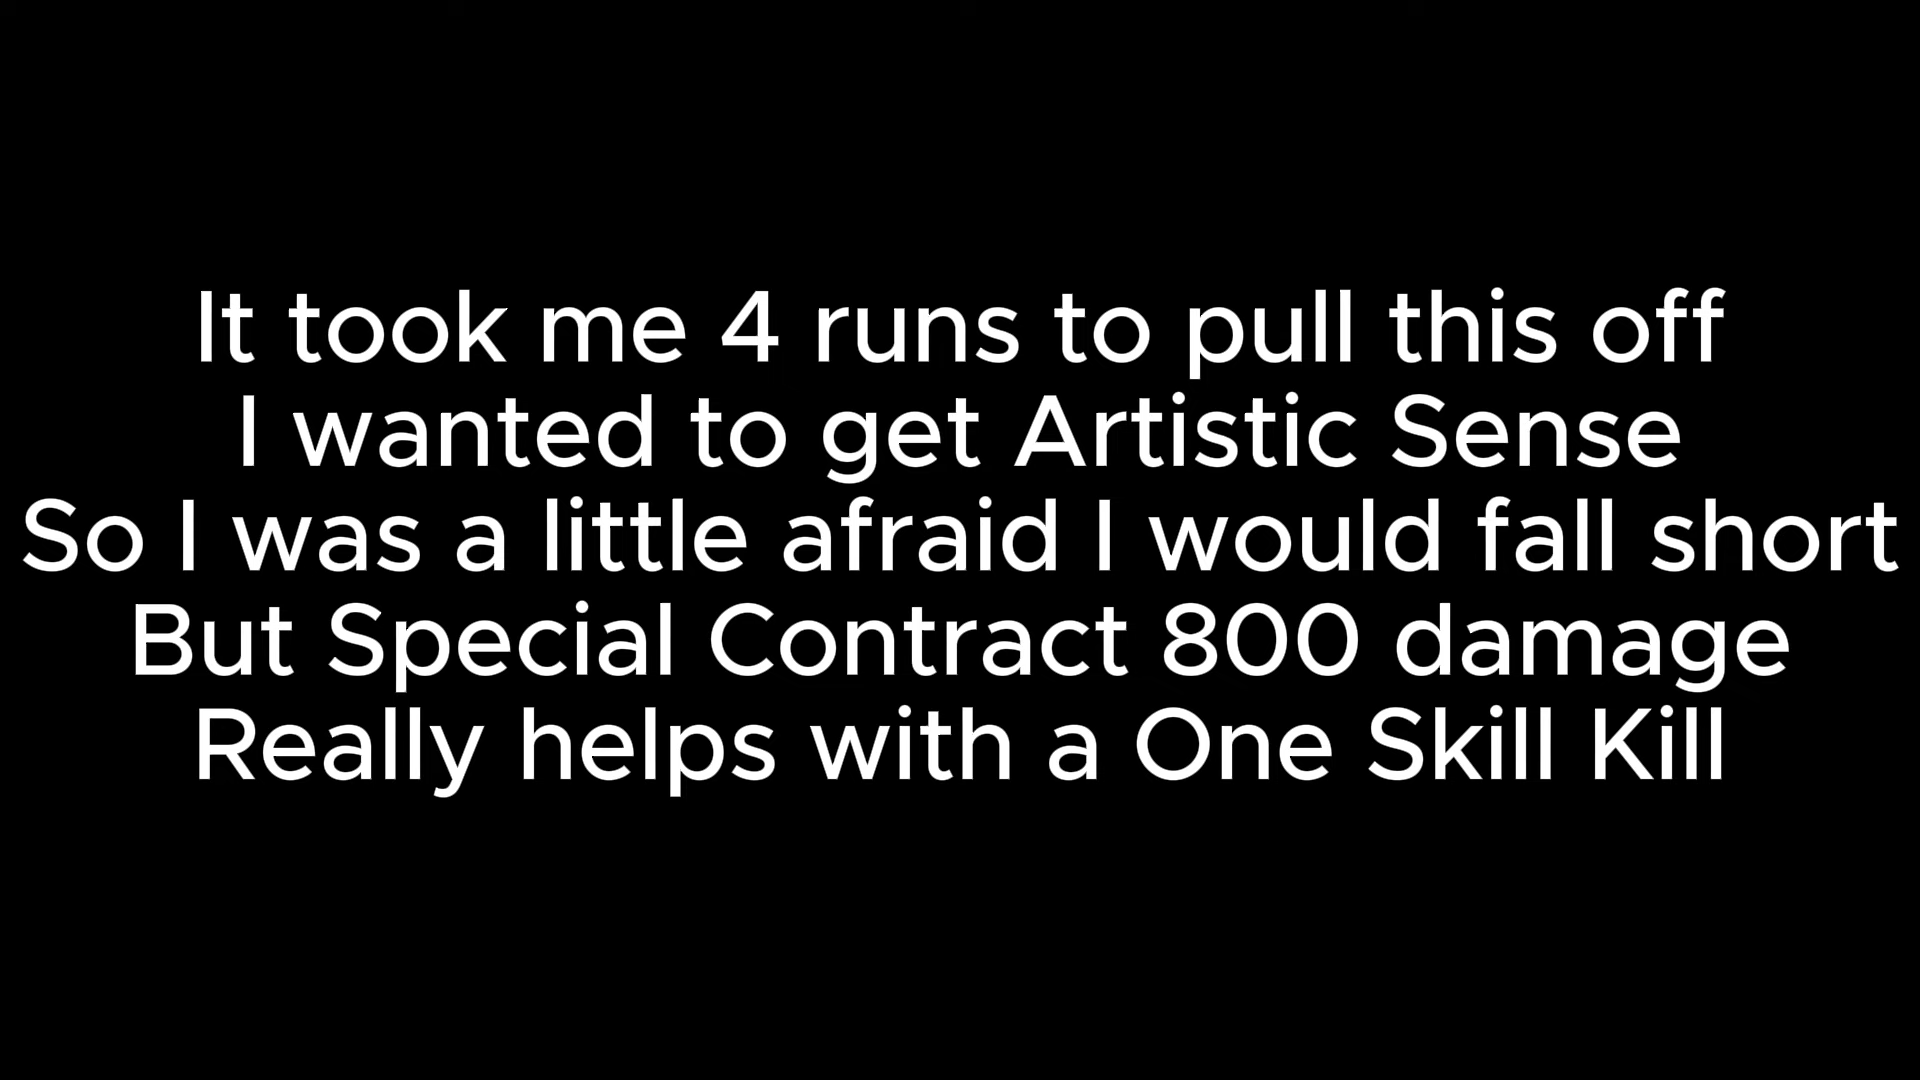 It took me 4 runs to pull this off
I wanted to get Artistic Sense
So I was a little afraid I would fall short
But Special Contract 800 damage
Really helps with a One Skill Kill